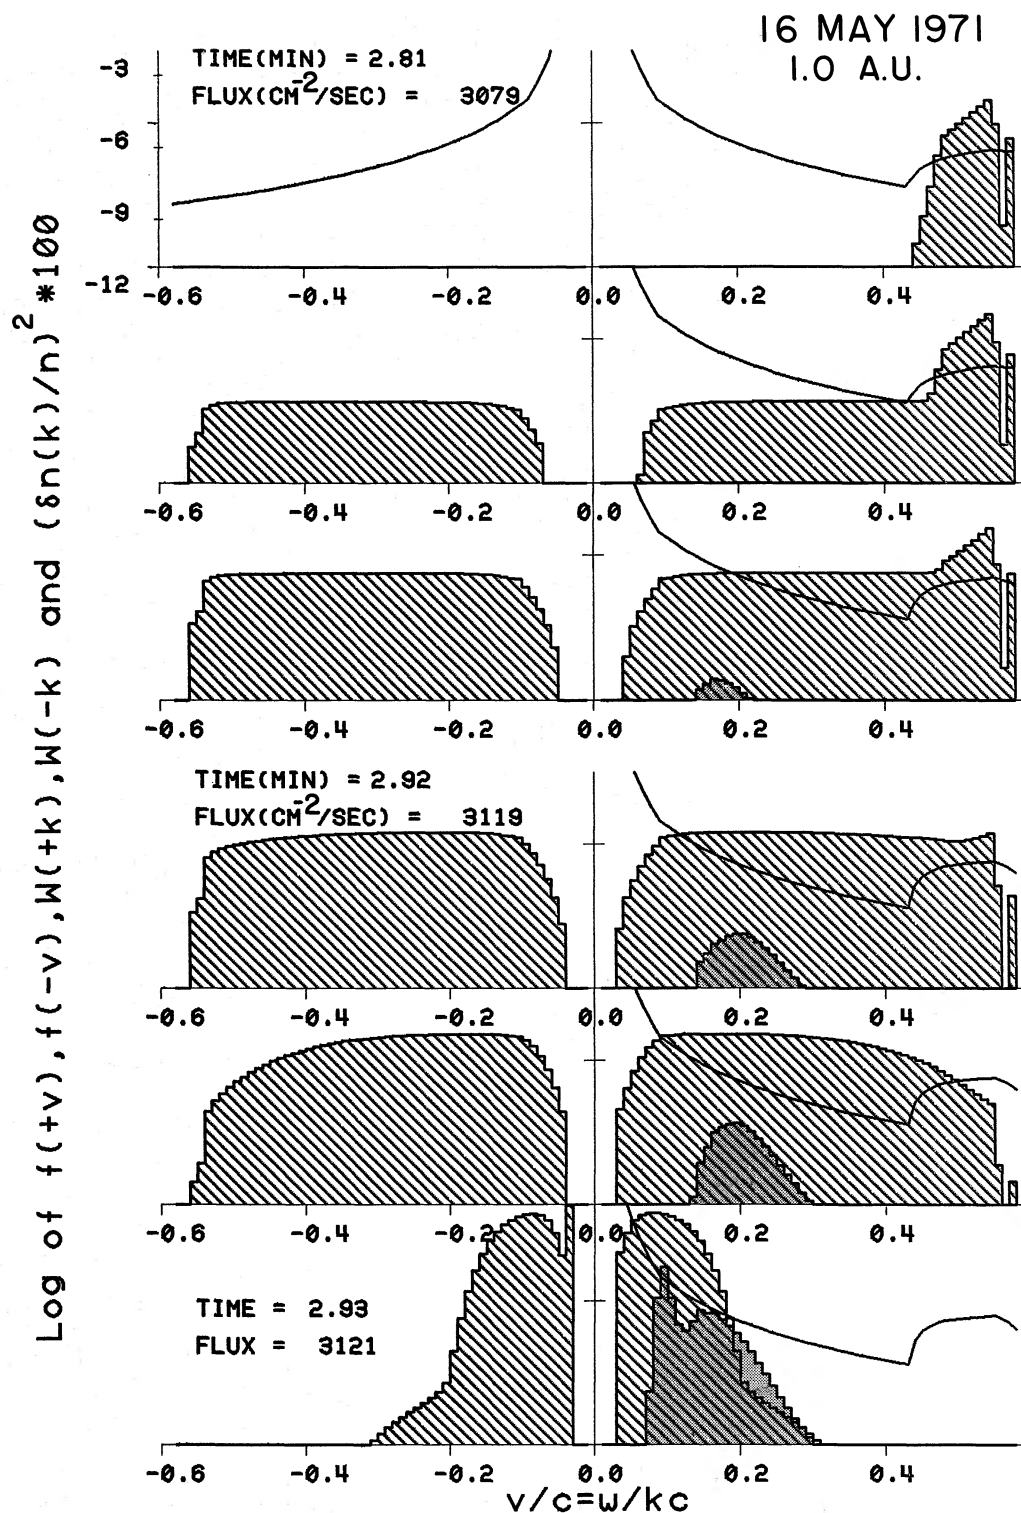 16 MAY 1971
1.0 A.U.
TIME(MIN) = 2.81
FLUX(CM⁻²/SEC) = 3079
-3
-6
-9
-12
-0.6 -0.4 -0.2 0.0 0.2 0.4
-0.6 -0.4 -0.2 0.0 0.2 0.4
-0.6 -0.4 -0.2 0.0 0.2 0.4
TIME(MIN) = 2.92
FLUX(CM⁻²/SEC) = 3119
-0.6 -0.4 -0.2 0.0 0.2 0.4
-0.6 -0.4 -0.2 0.0 0.2 0.4
TIME = 2.93
FLUX = 3121
-0.6 -0.4 -0.2 0.0 0.2 0.4
v/c=w/kc
Log of f(+v),f(-v),W(+k),W(-k) and (δn(k)/n)²*100